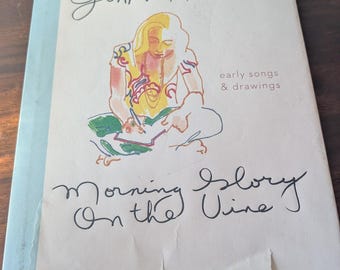 early songs
& drawings
Morning Glory
On the Vine